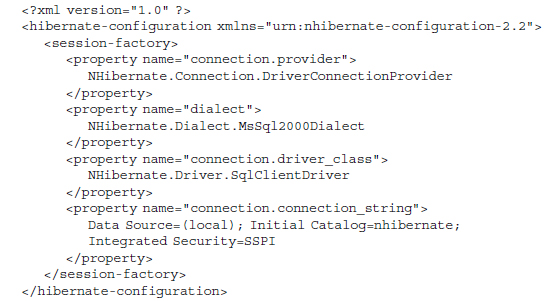 <?xml version="1.0" ?>
<hibernate-configuration xmlns="urn:nhibernate-configuration-2.2">
<session-factory>
<property name="connection.provider">
NHibernate.Connection.DriverConnectionProvider
</property>
<property name="dialect">
NHibernate.Dialect.MsSql2000Dialect
</property>
<property name="connection.driver_class">
NHibernate.Driver.SqlClientDriver
</property>
<property name="connection.connection_string">
Data Source=(local); Initial Catalog=nhibernate;
Integrated Security=SSPI
</property>
</session-factory>
</hibernate-configuration>